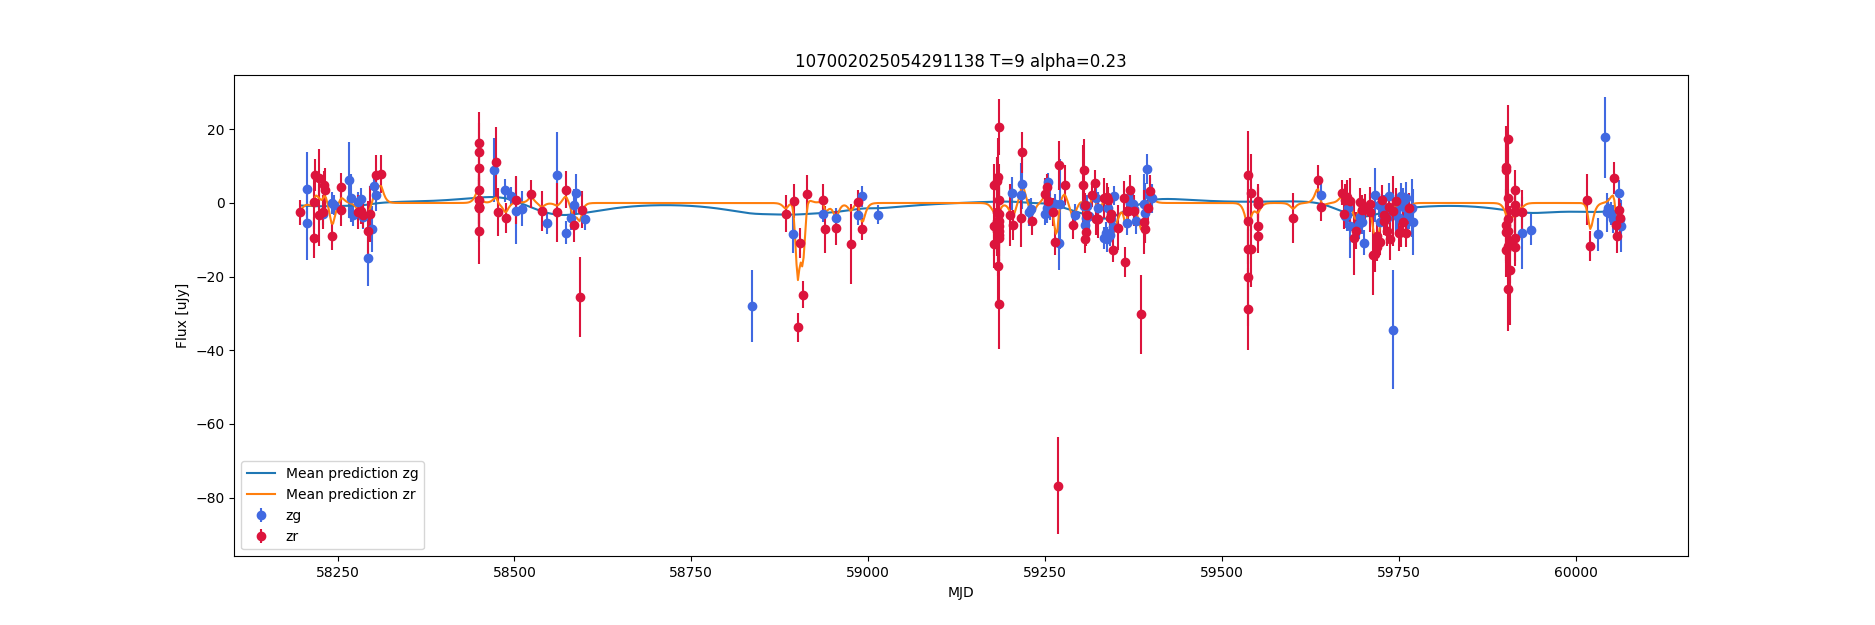 107002025054291138 T=9 alpha=0.23
20
0
−20
−40
−60
−80
Flux [uJy]
Mean prediction zg
Mean prediction zr
zg
zr
58250 58500 58750 59000 59250 59500 59750 60000
MJD